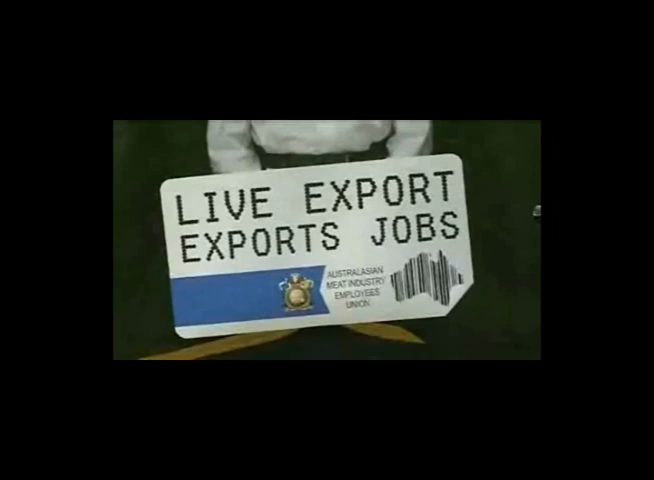 LIVE EXPORT
EXPORTS JOBS
AUSTRALASIAN
MEAT INDUSTRY
EMPLOYEES
UNION